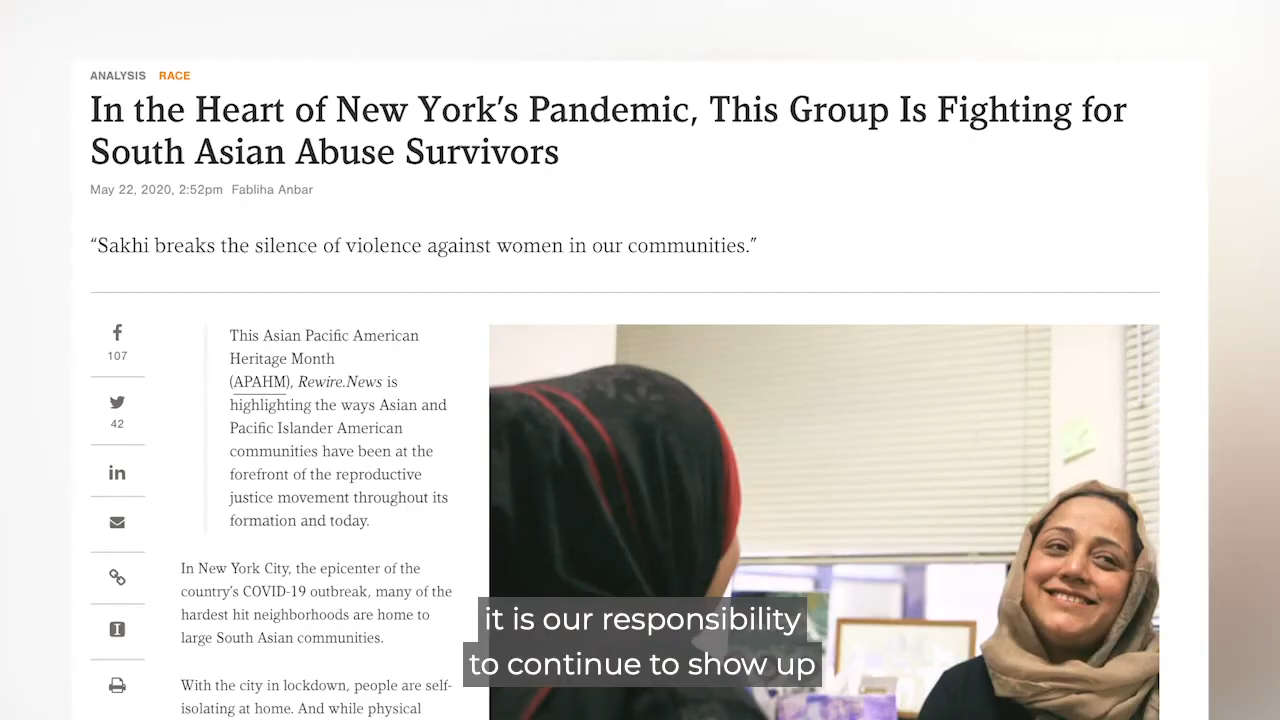 ANALYSIS RACE
In the Heart of New York's Pandemic, This Group Is Fighting for
South Asian Abuse Survivors
May 22, 2020, 2:52pm Fabliha Anbar
“Sakhi breaks the silence of violence against women in our communities.”
107
42
in
This Asian Pacific American
Heritage Month
(APAHM), Rewire.News is
highlighting the ways Asian and
Pacific Islander American
communities have been at the
forefront of the reproductive
justice movement throughout its
formation and today.
In New York City, the epicenter of the
country's COVID-19 outbreak, many of the
hardest hit neighborhoods are home to
large South Asian communities.
With the city in lockdown, people are self-
isolating at home. And while physical
it is our responsibility
to continue to show up